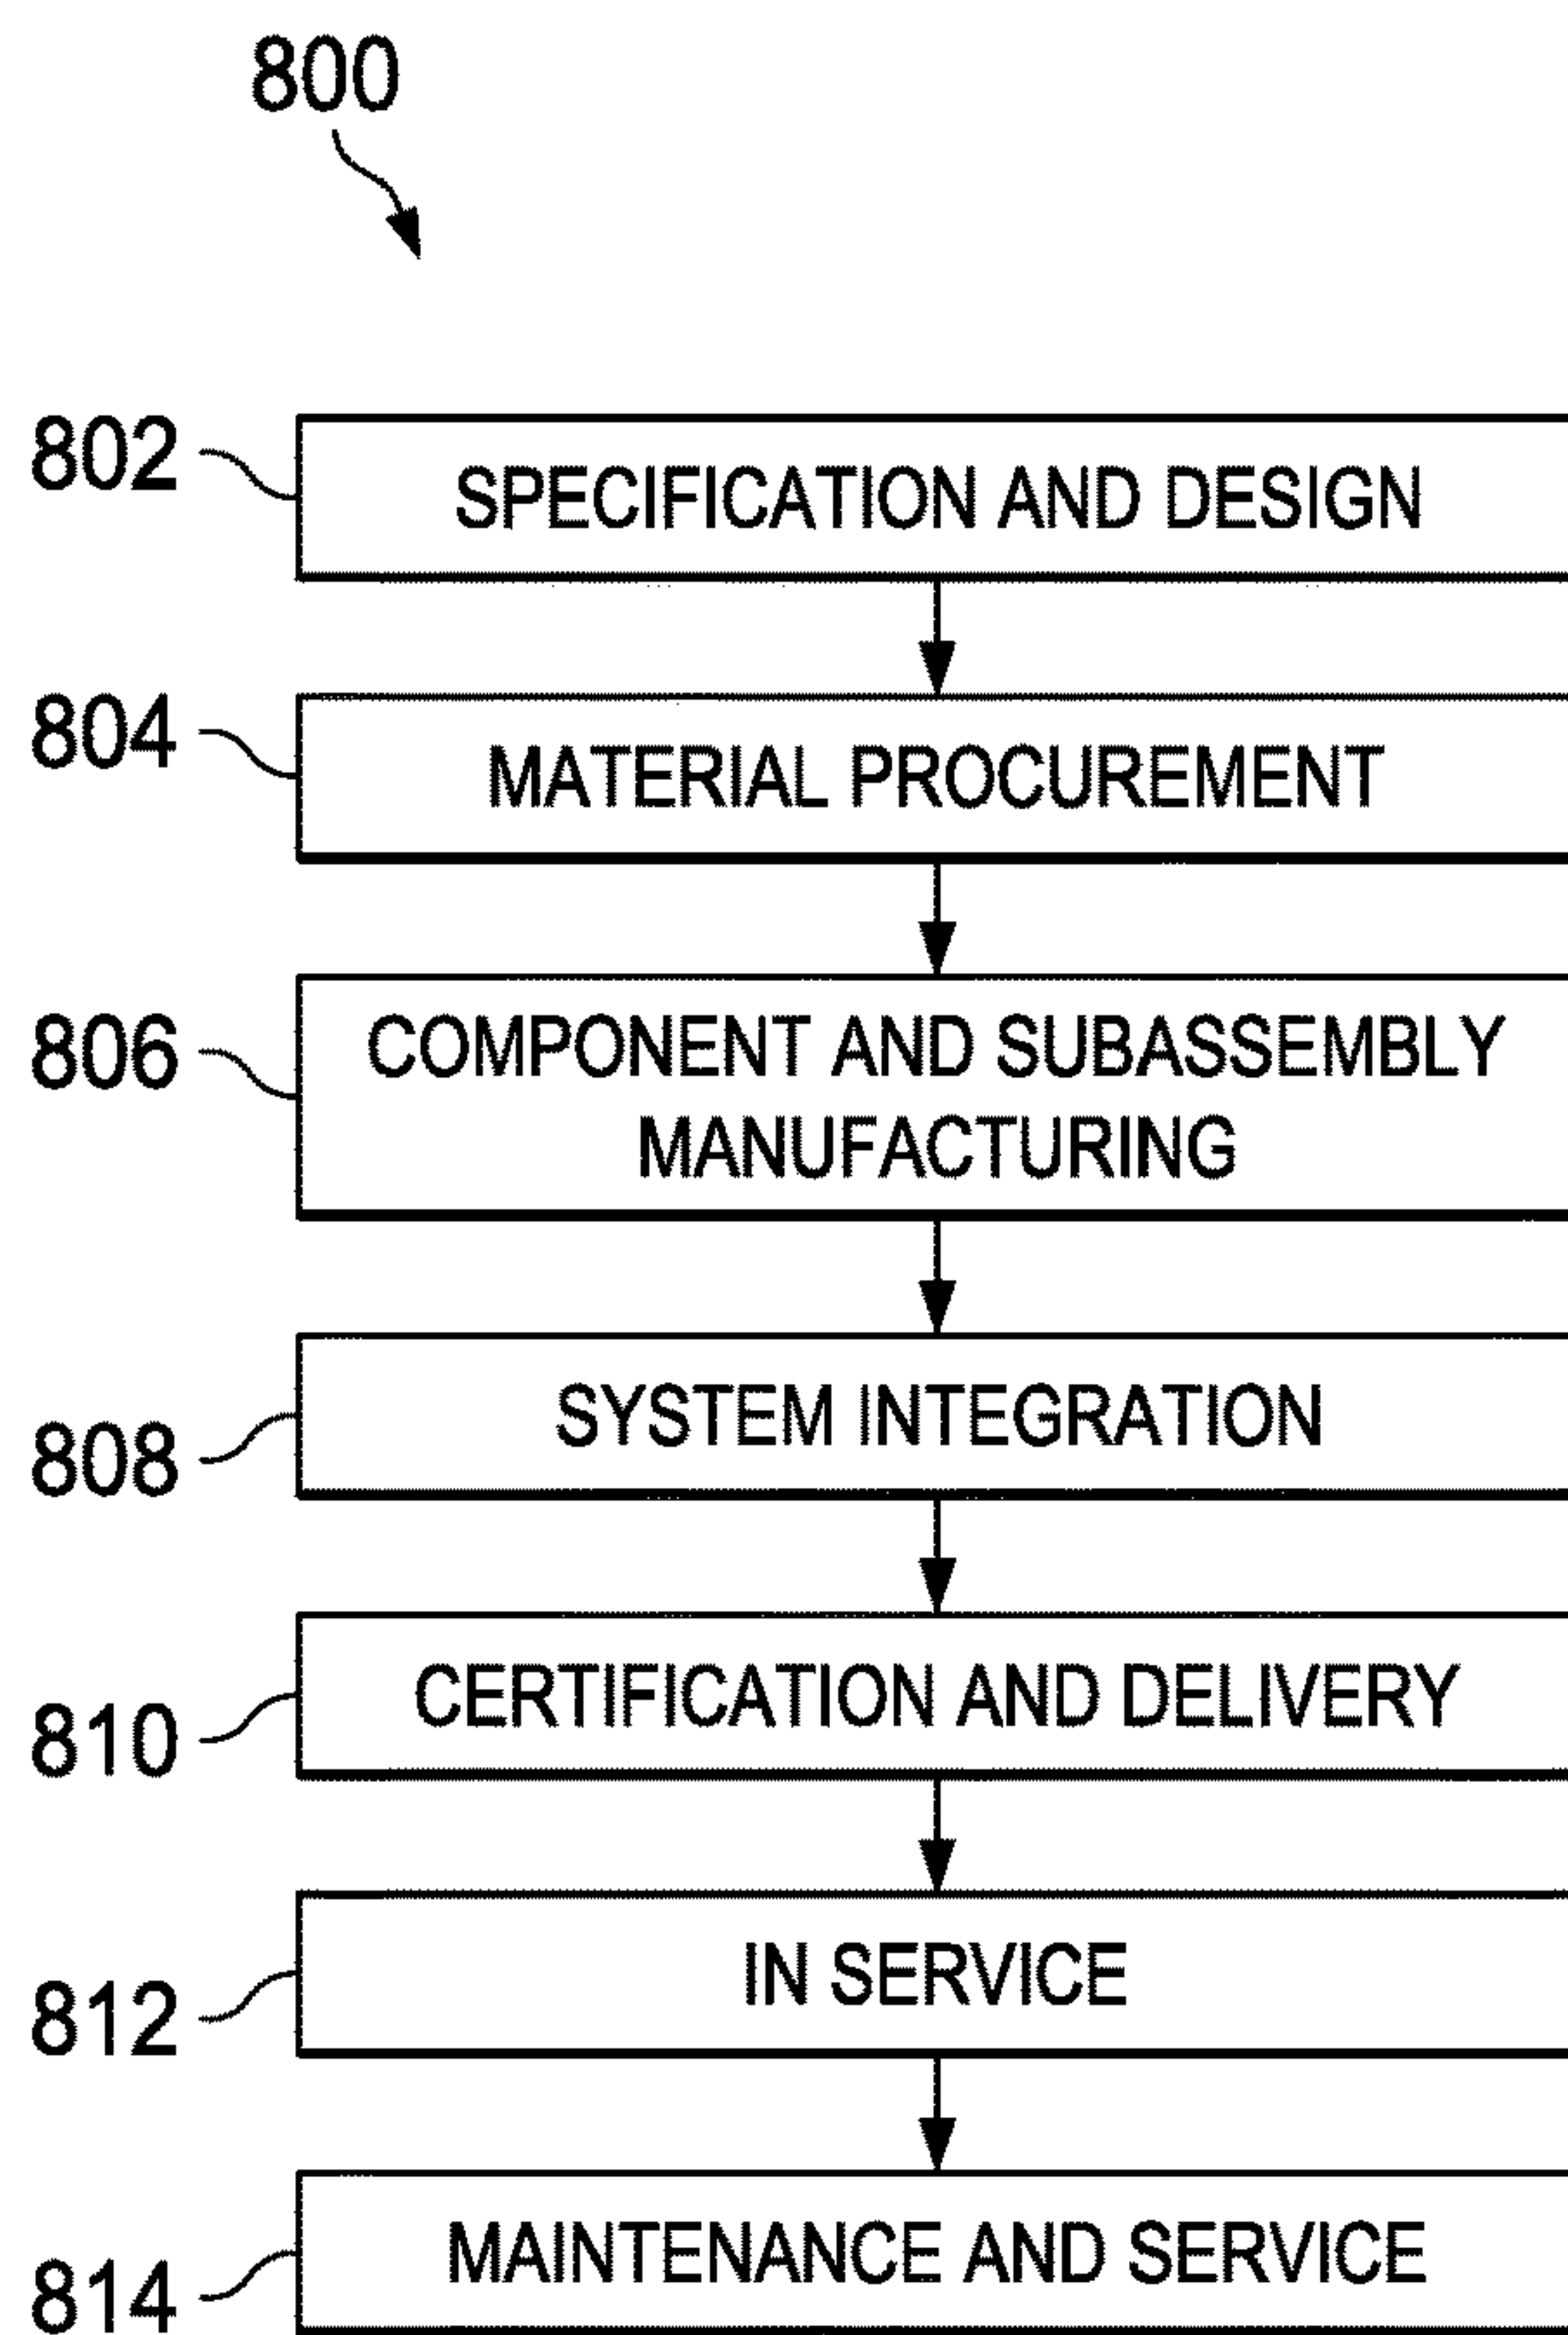 800
802
SPECIFICATION AND DESIGN
804
MATERIAL PROCUREMENT
806
COMPONENT AND SUBASSEMBLY
MANUFACTURING
808
SYSTEM INTEGRATION
810
CERTIFICATION AND DELIVERY
812
IN SERVICE
814
MAINTENANCE AND SERVICE